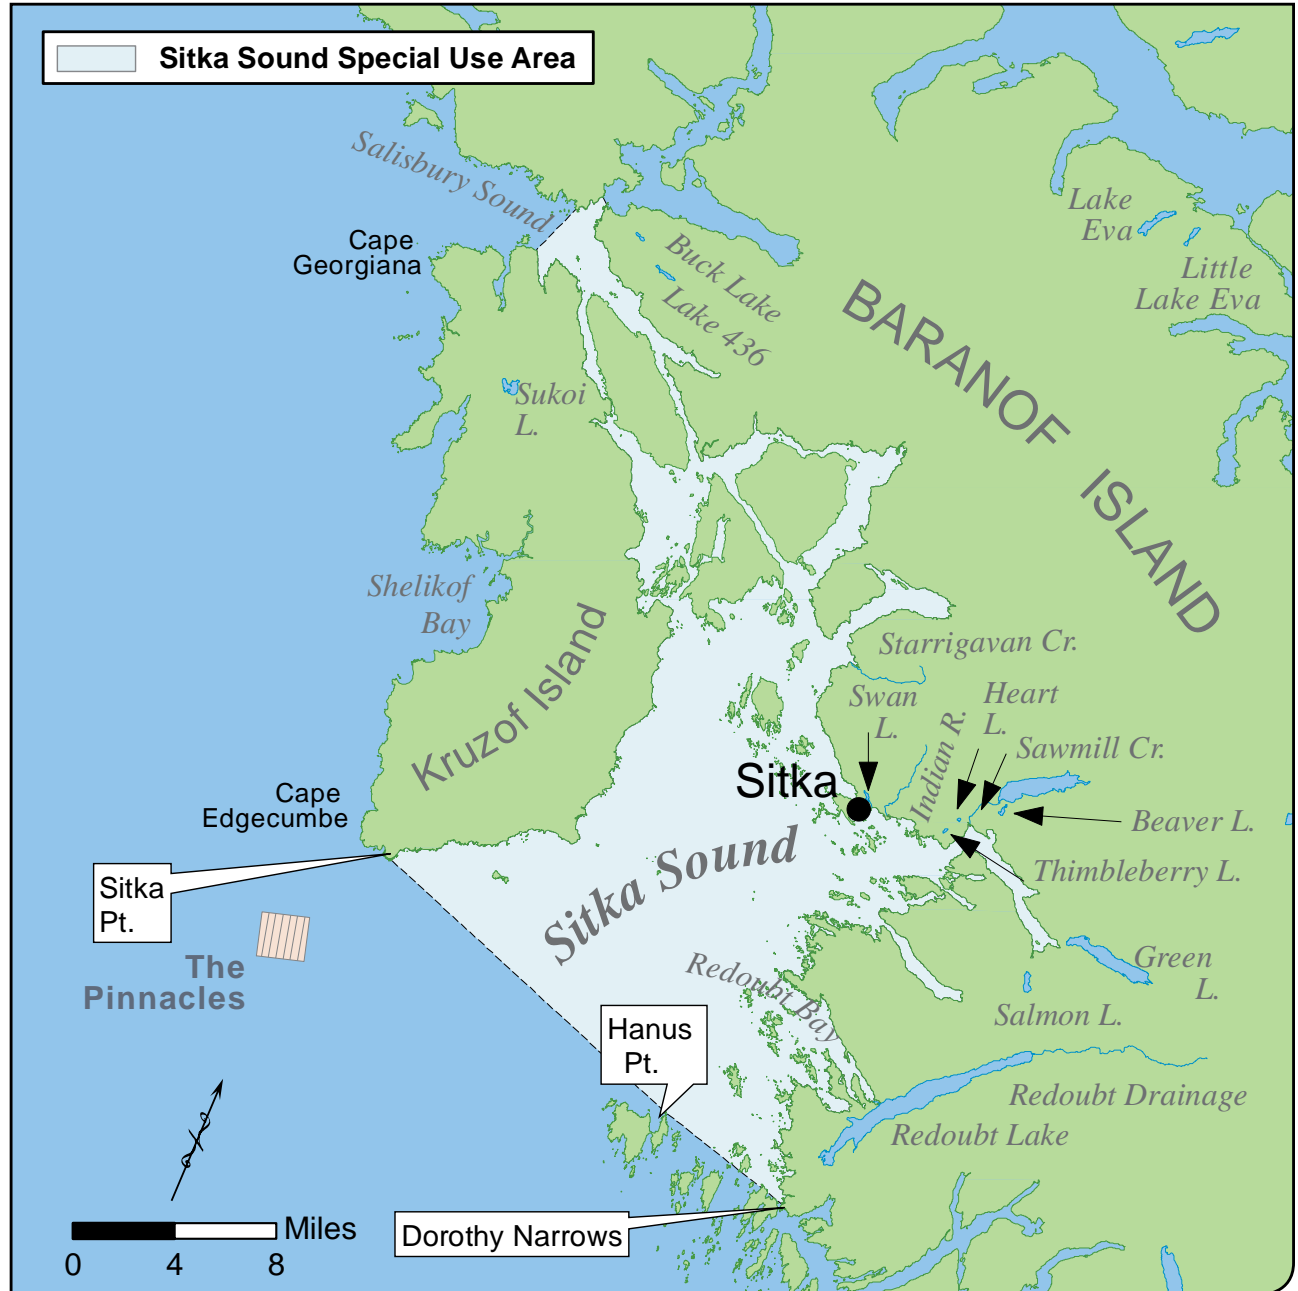 Sitka Sound Special Use Area
Salisbury Sound
Cape
Georgiana
Buck Lake
Lake 436
Lake
Eva
Little
Lake Eva
BARANOF ISLAND
Sukoi
L.
Shelikof
Bay
Kruzof Island
Starrigavan Cr.
Swan
L.
Indian R.
Heart
L.
Sawmill Cr.
Sitka
Cape
Edgecumbe
Beaver L.
Thimbleberry L.
Sitka Sound
Sitka
Pt.
The
Pinnacles
Redoubt Bay
Green
L.
Salmon L.
Hanus
Pt.
Redoubt Drainage
Redoubt Lake
Dorothy Narrows
Miles
0 4 8